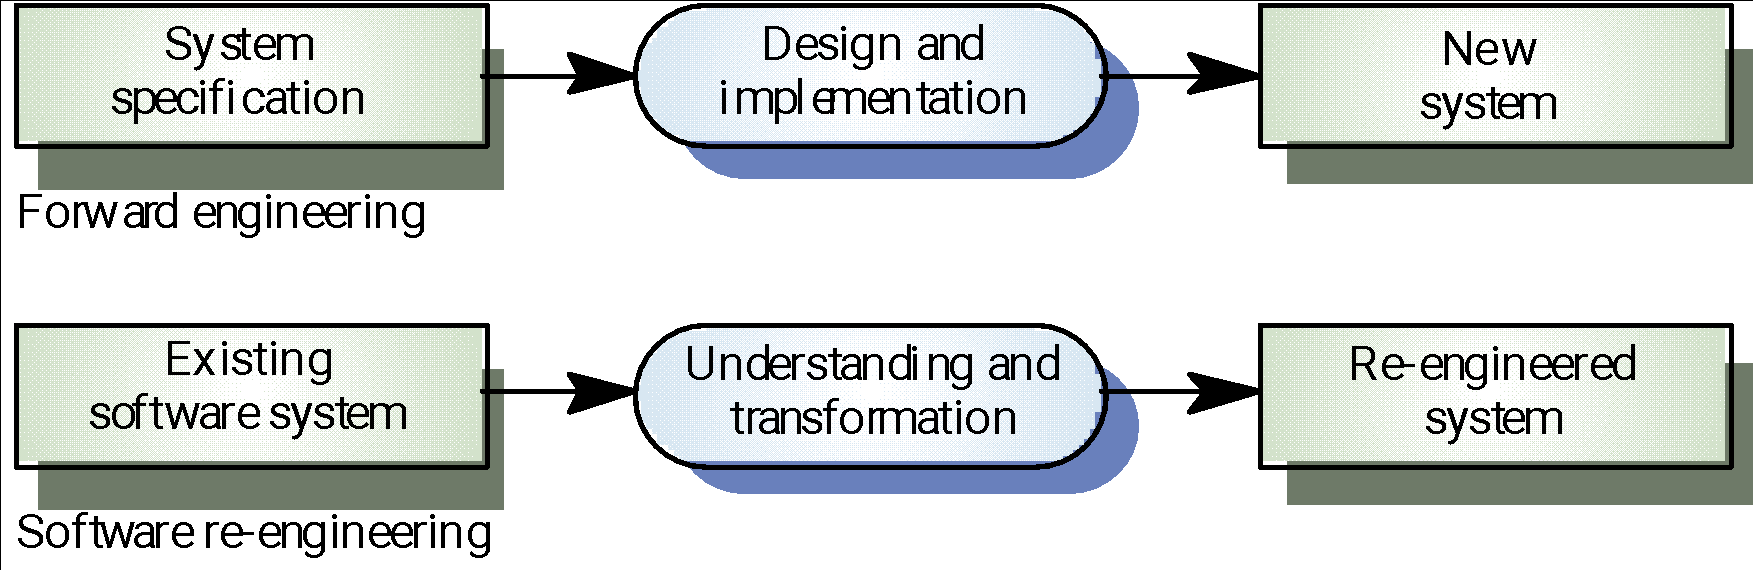 System
specification
Design and
implementation
New
system
Forward engineering
Existing
software system
Understanding and
transformation
Re-engineered
system
Software re-engineering